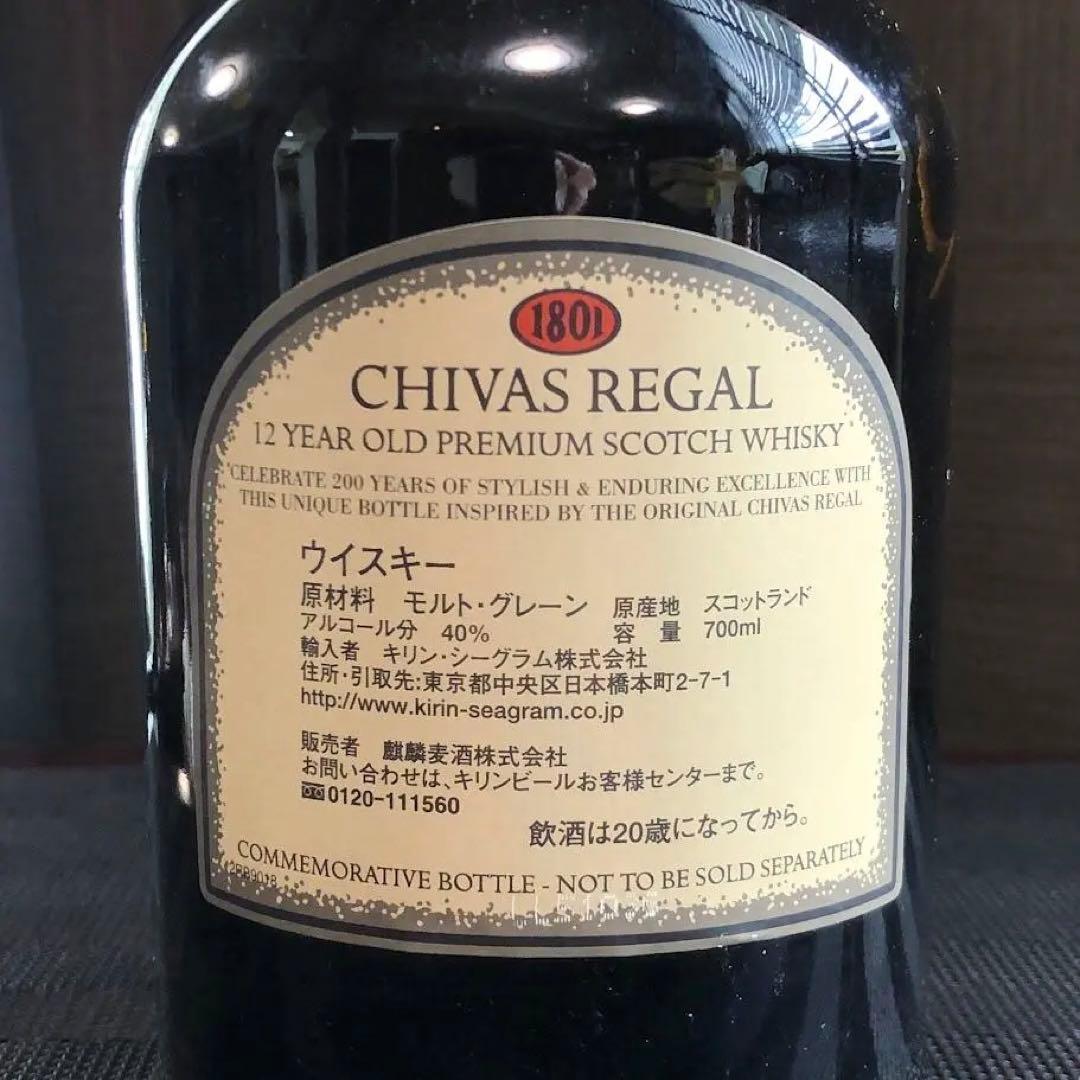 1801
CHIVAS REGAL
12 YEAR OLD PREMIUM SCOTCH WHISKY
CELEBRATE 200 YEARS OF STYLISH & ENDURING EXCELLENCE WITH
THIS UNIQUE BOTTLE INSPIRED BY THE ORIGINAL CHIVAS REGAL
ウイスキー
原材料 モルト・グレーン 原産地 スコットランド
アルコール分 40% 容量 700ml
輸入者 キリン・シーグラム株式会社
住所・引取先:東京都中央区日本橋本町2-7-1
http://www.kirin-seagram.co.jp
販売者 麒麟麦酒株式会社
お問い合わせは、キリンビールお客様センターまで。
0120-111560
飲酒は20歳になってから。
COMMEMORATIVE BOTTLE - NOT TO BE SOLD SEPARATELY